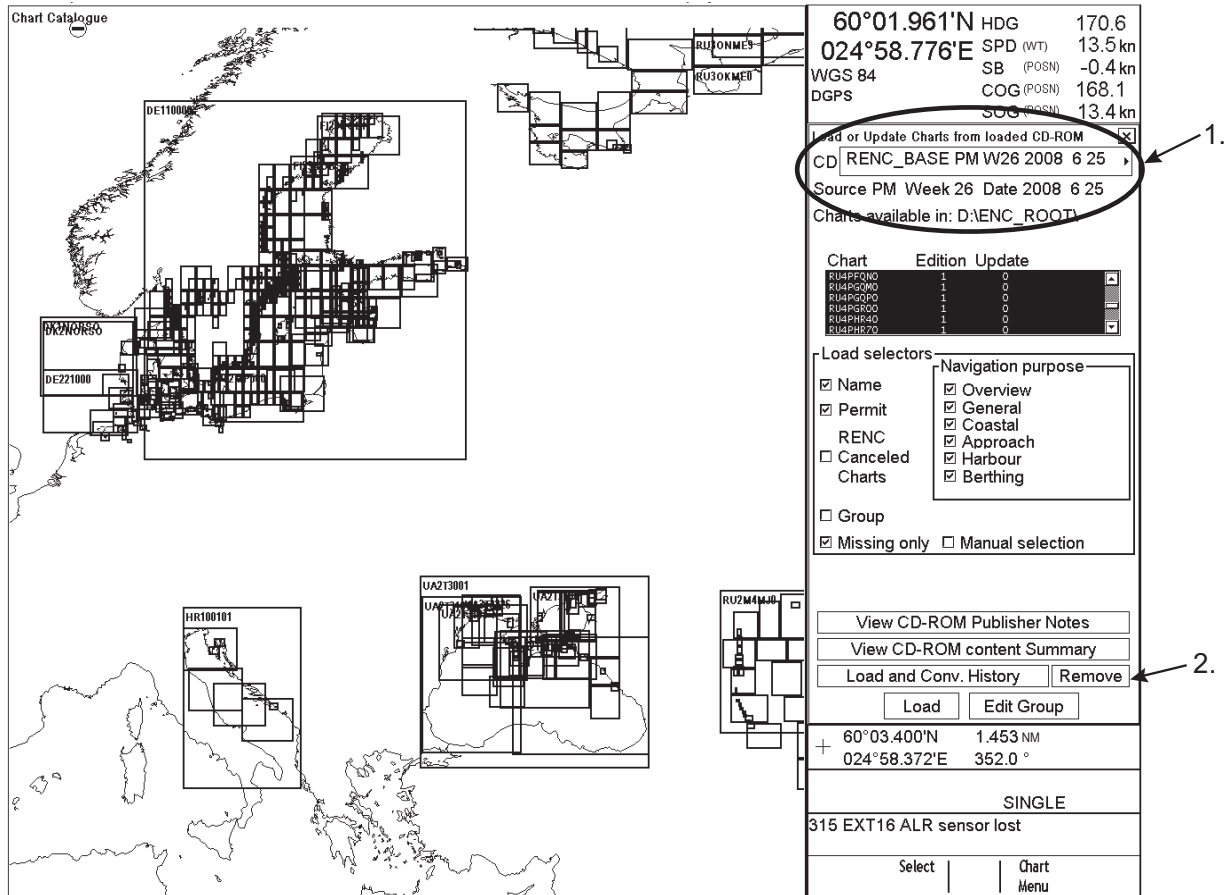 Chart Catalogue
DE110000
DK2NORSO
DE221000
HR100101
UA2T3001
RU3ONME3
RU3OKME0
RU2M4MJ0
60°01.961'N HDG 170.6
024°58.776'E SPD (WT) 13.5 kn
WGS 84 SB (POSN) -0.4 kn
DGPS COG (POSN) 168.1
SOG (POSN) 13.4 kn
Load or Update Charts from loaded CD-ROM
1.
CD RENC_BASE PM W26 2008 6 25
Source PM Week 26 Date 2008 6 25
Charts available in: D:\ENC_ROOT\
Chart Edition Update
RU4PFQN0 1 0
RU4PGQM0 1 0
RU4PGQP0 1 0
RU4PGRO0 1 0
RU4PHR40 1 0
RU4PHR70 1 0
Load selectors
Name
Permit
RENC
Canceled
Charts
Navigation purpose
Overview
General
Coastal
Approach
Harbour
Berthing
Group
Missing only Manual selection
View CD-ROM Publisher Notes
View CD-ROM content Summary
Load and Conv. History Remove
2.
Load Edit Group
60°03.400'N 1.453 NM
024°58.372'E 352.0 °
SINGLE
315 EXT16 ALR sensor lost
Select Chart
Menu